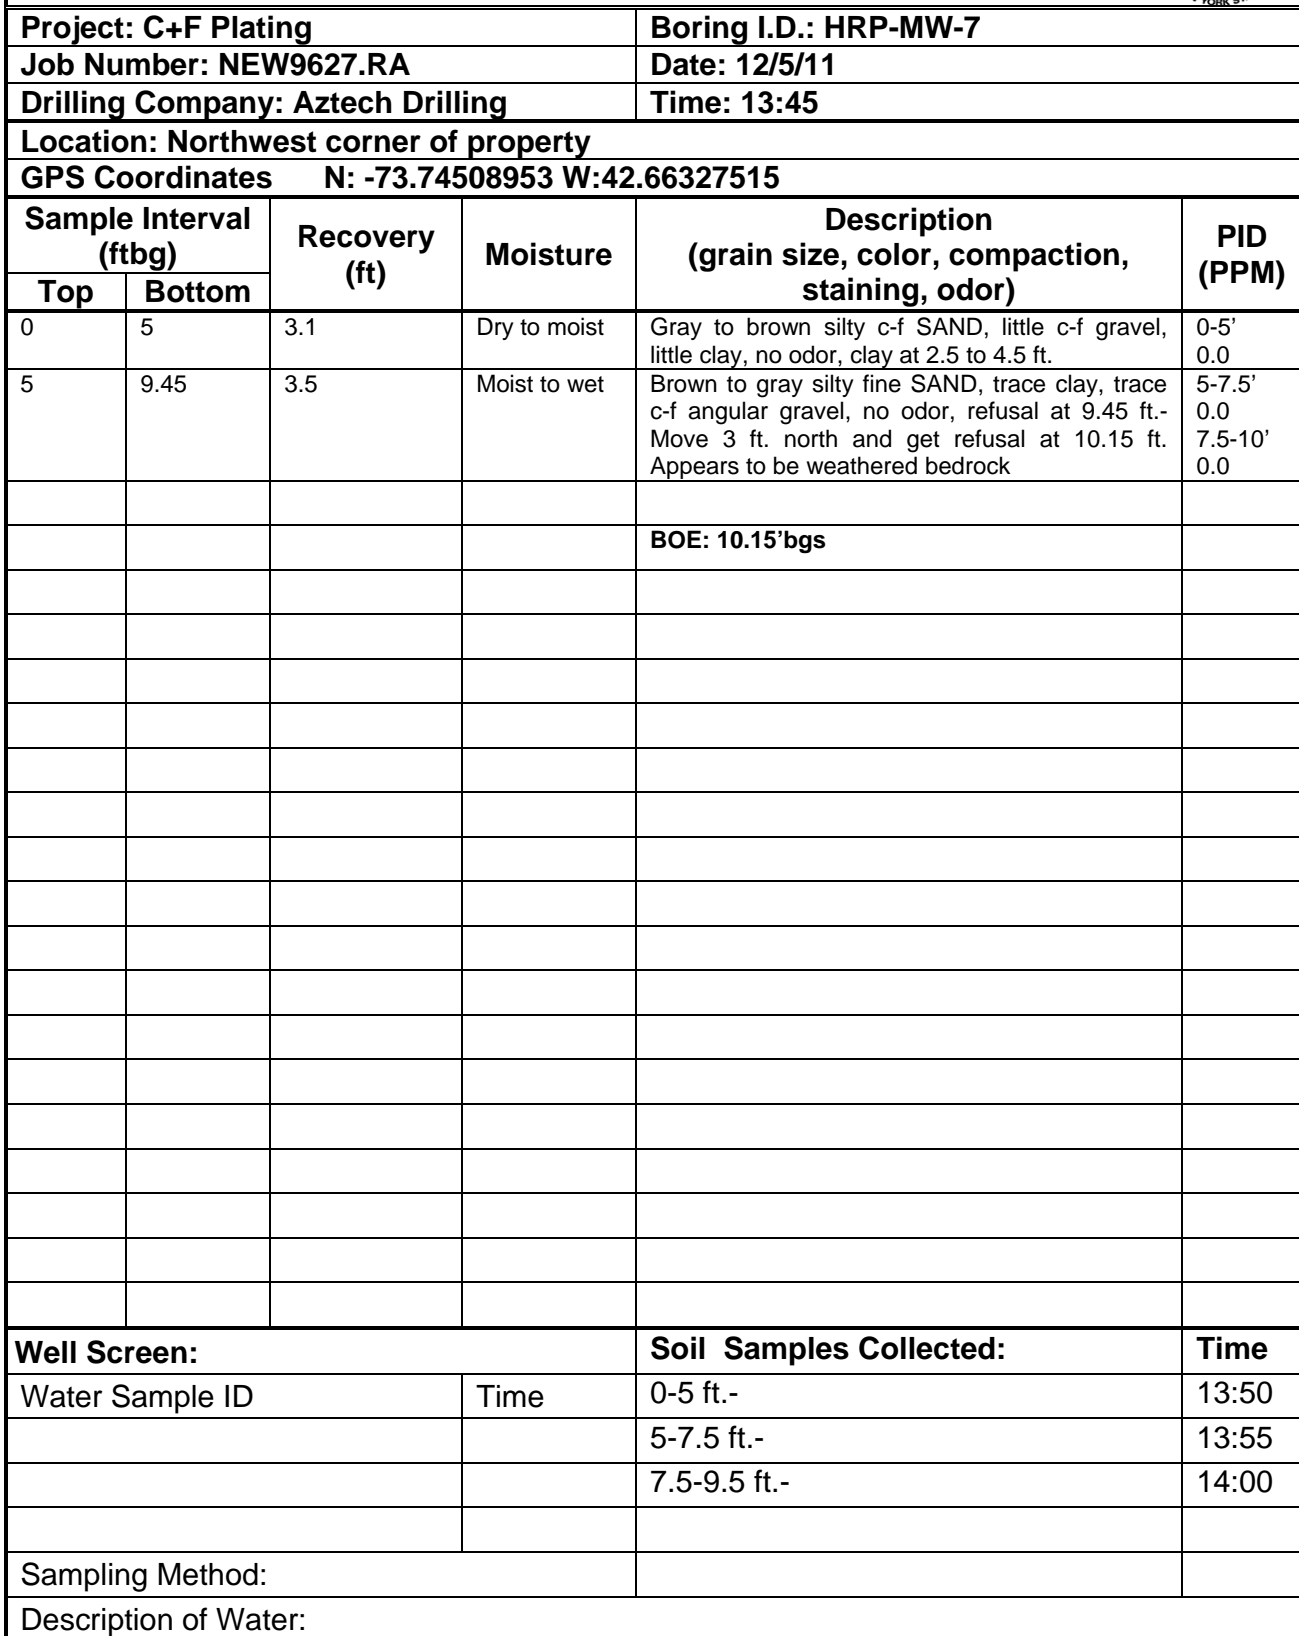 YORK
Project: C+F Plating Boring I.D.: HRP-MW-7
Job Number: NEW9627.RA Date: 12/5/11
Drilling Company: Aztech Drilling Time: 13:45
Location: Northwest corner of property
GPS Coordinates N: -73.74508953 W:42.66327515
Sample Interval (ftbg) Recovery (ft) Moisture Description (grain size, color, compaction, staining, odor) PID (PPM)
Top Bottom
0 5 3.1 Dry to moist Gray to brown silty c-f SAND, little c-f gravel, 0-5’
little clay, no odor, clay at 2.5 to 4.5 ft. 0.0
5 9.45 3.5 Moist to wet Brown to gray silty fine SAND, trace clay, trace 5-7.5’
c-f angular gravel, no odor, refusal at 9.45 ft.- 0.0
Move 3 ft. north and get refusal at 10.15 ft. 7.5-10’
Appears to be weathered bedrock 0.0
BOE: 10.15’bgs
Well Screen: Soil Samples Collected: Time
Water Sample ID Time 0-5 ft.- 13:50
5-7.5 ft.- 13:55
7.5-9.5 ft.- 14:00
Sampling Method:
Description of Water: